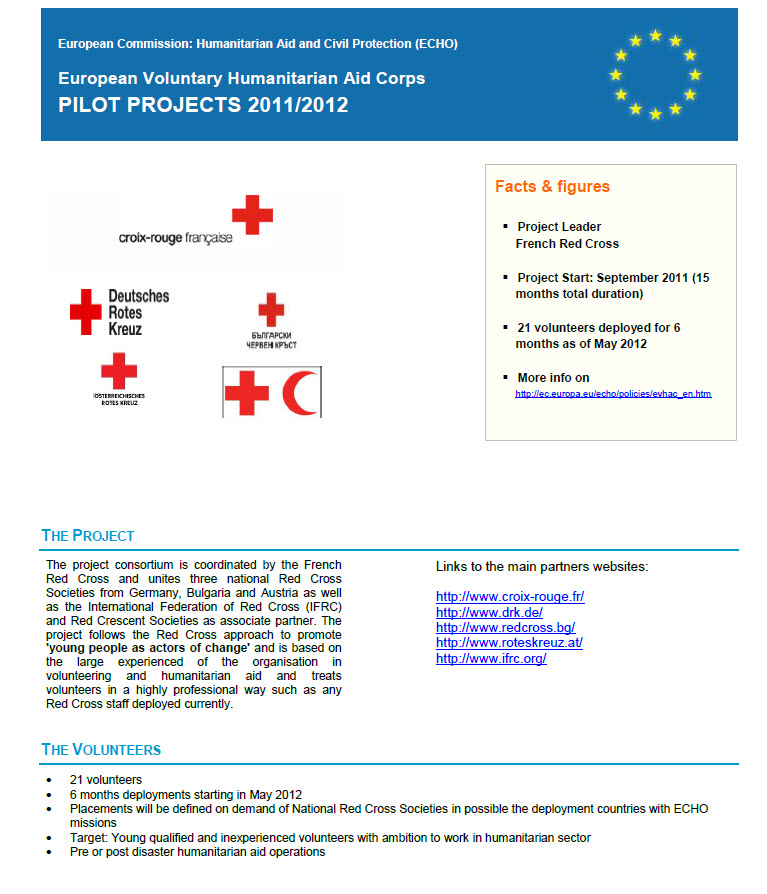 European Commission: Humanitarian Aid and Civil Protection (ECHO)
European Voluntary Humanitarian Aid Corps
PILOT PROJECTS 2011/2012
croix-rouge française
Deutsches
Rotes
Kreuz
БЪЛГАРСКИ
ЧЕРВЕН КРЪСТ
ÖSTERREICHISCHES
ROTES KREUZ
Facts & figures
▪ Project Leader
French Red Cross
▪ Project Start: September 2011 (15
months total duration)
▪ 21 volunteers deployed for 6
months as of May 2012
▪ More info on
http://ec.europa.eu/echo/policies/evhac_en.htm
THE PROJECT
The project consortium is coordinated by the French
Red Cross and unites three national Red Cross
Societies from Germany, Bulgaria and Austria as well
as the International Federation of Red Cross (IFRC)
and Red Crescent Societies as associate partner. The
project follows the Red Cross approach to promote
'young people as actors of change' and is based on
the large experienced of the organisation in
volunteering and humanitarian aid and treats
volunteers in a highly professional way such as any
Red Cross staff deployed currently.
Links to the main partners websites:
http://www.croix-rouge.fr/
http://www.drk.de/
http://www.redcross.bg/
http://www.roteskreuz.at/
http://www.ifrc.org/
THE VOLUNTEERS
• 21 volunteers
• 6 months deployments starting in May 2012
• Placements will be defined on demand of National Red Cross Societies in possible the deployment countries with ECHO
missions
• Target: Young qualified and inexperienced volunteers with ambition to work in humanitarian sector
• Pre or post disaster humanitarian aid operations